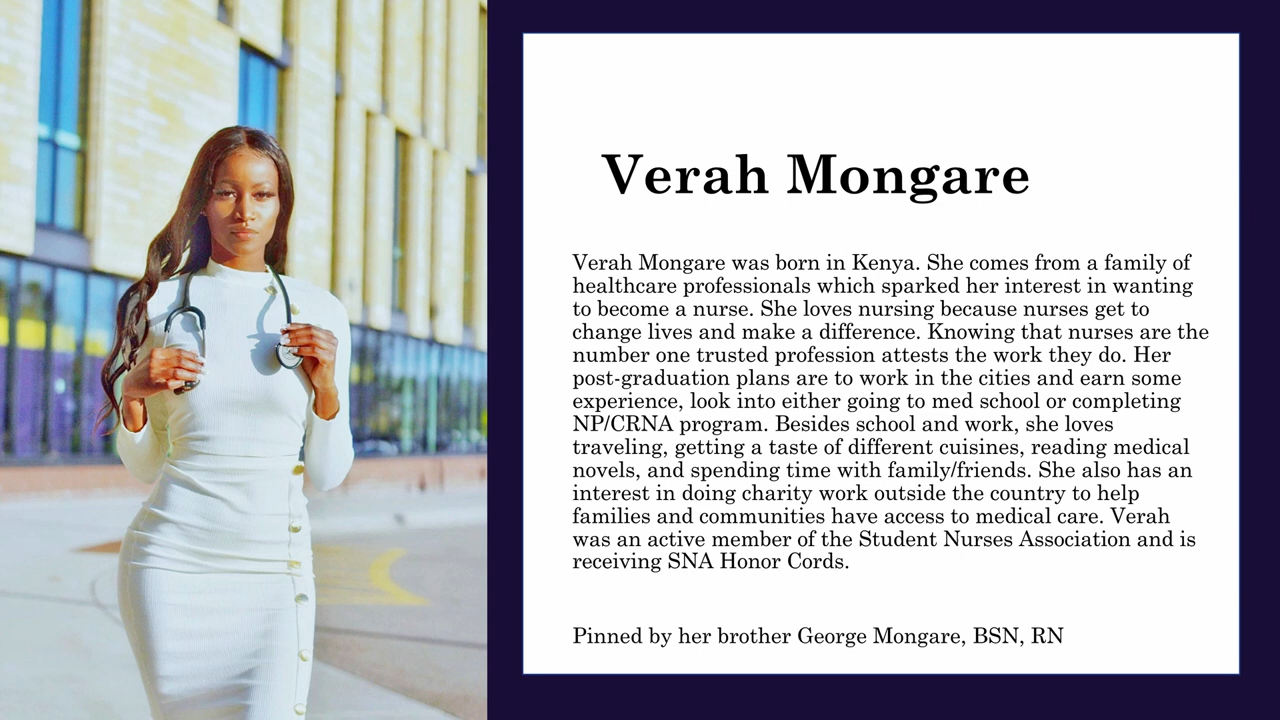 Verah Mongare
Verah Mongare was born in Kenya. She comes from a family of
healthcare professionals which sparked her interest in wanting
to become a nurse. She loves nursing because nurses get to
change lives and make a difference. Knowing that nurses are the
number one trusted profession attests the work they do. Her
post-graduation plans are to work in the cities and earn some
experience, look into either going to med school or completing
NP/CRNA program. Besides school and work, she loves
traveling, getting a taste of different cuisines, reading medical
novels, and spending time with family/friends. She also has an
interest in doing charity work outside the country to help
families and communities have access to medical care. Verah
was an active member of the Student Nurses Association and is
receiving SNA Honor Cords.
Pinned by her brother George Mongare, BSN, RN